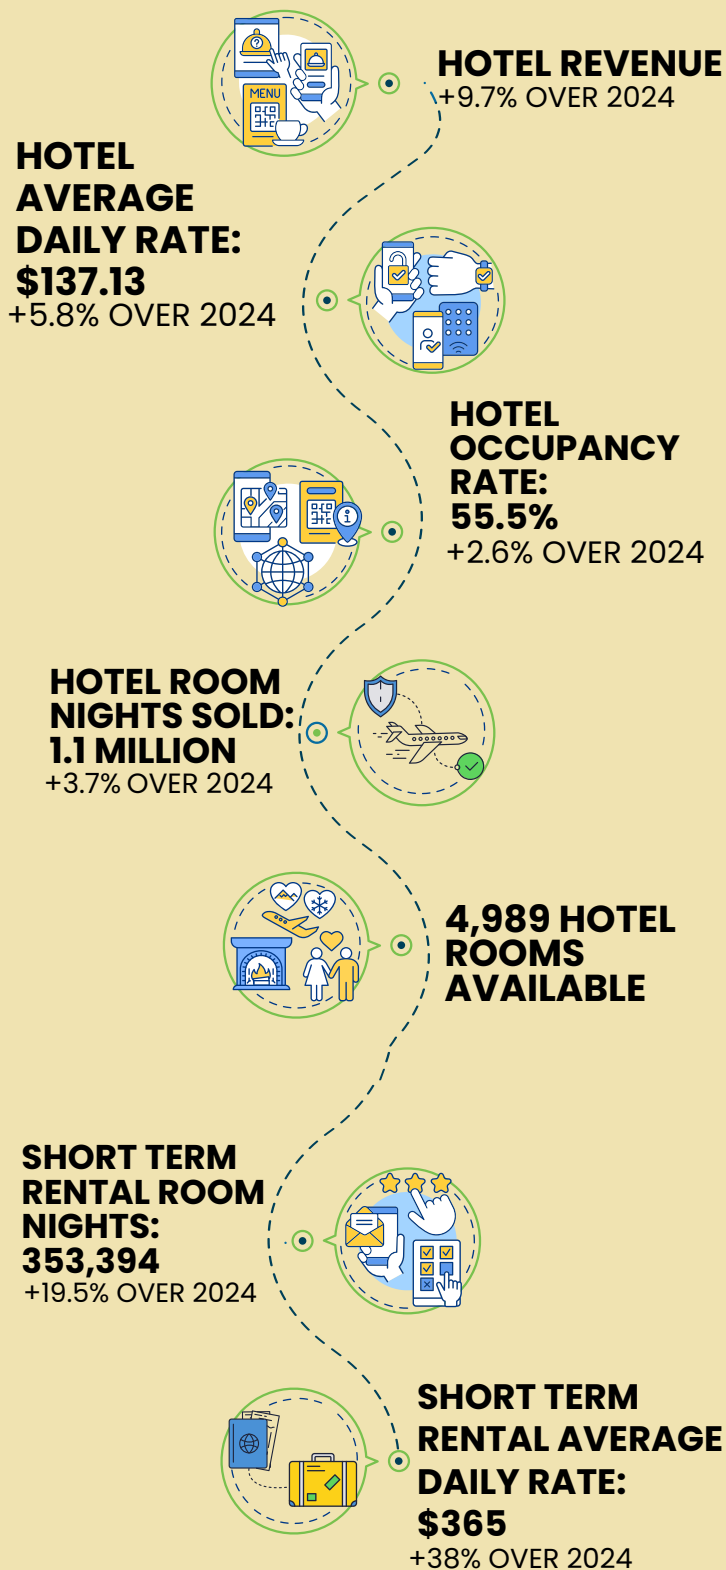 MENU
HOTEL REVENUE
+9.7% OVER 2024
HOTEL
AVERAGE
DAILY RATE:
$137.13
+5.8% OVER 2024
HOTEL
OCCUPANCY
RATE:
55.5%
+2.6% OVER 2024
HOTEL ROOM
NIGHTS SOLD:
1.1 MILLION
+3.7% OVER 2024
4,989 HOTEL
ROOMS
AVAILABLE
SHORT TERM
RENTAL ROOM
NIGHTS:
353,394
+19.5% OVER 2024
SHORT TERM
RENTAL AVERAGE
DAILY RATE:
$365
+38% OVER 2024